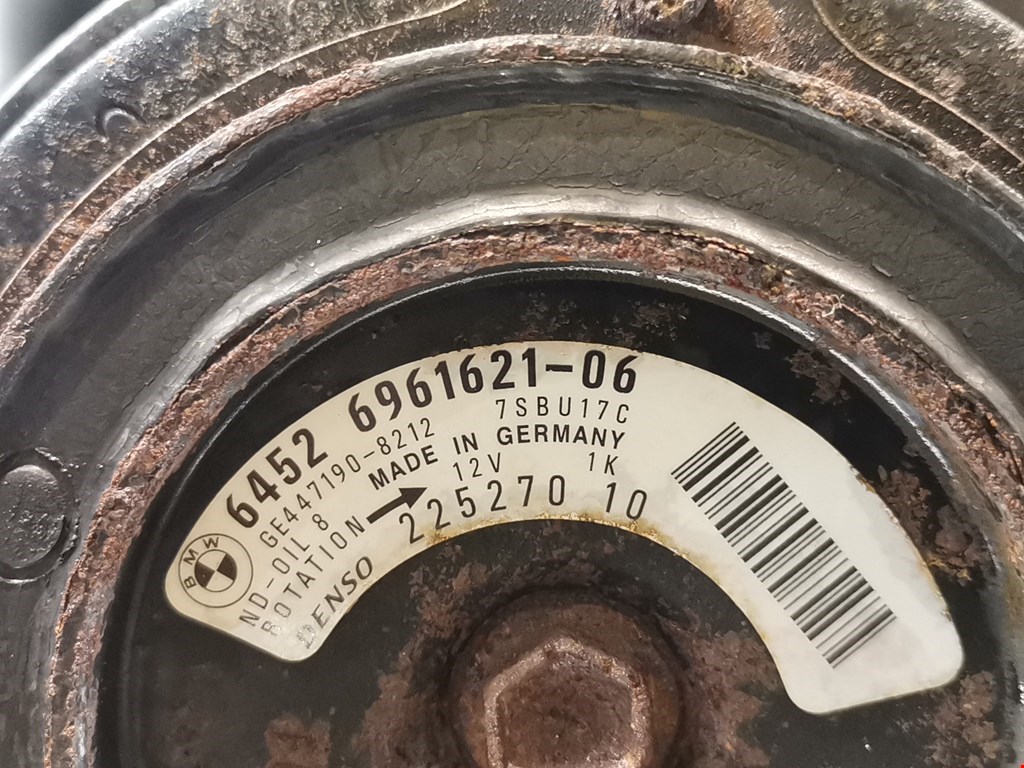 6452 6961621-06
GE447190-8212 7SBU17C
MADE IN GERMANY
ND-OIL 8 12V 1K
ROTATION 225270 10
DENSO
BMW